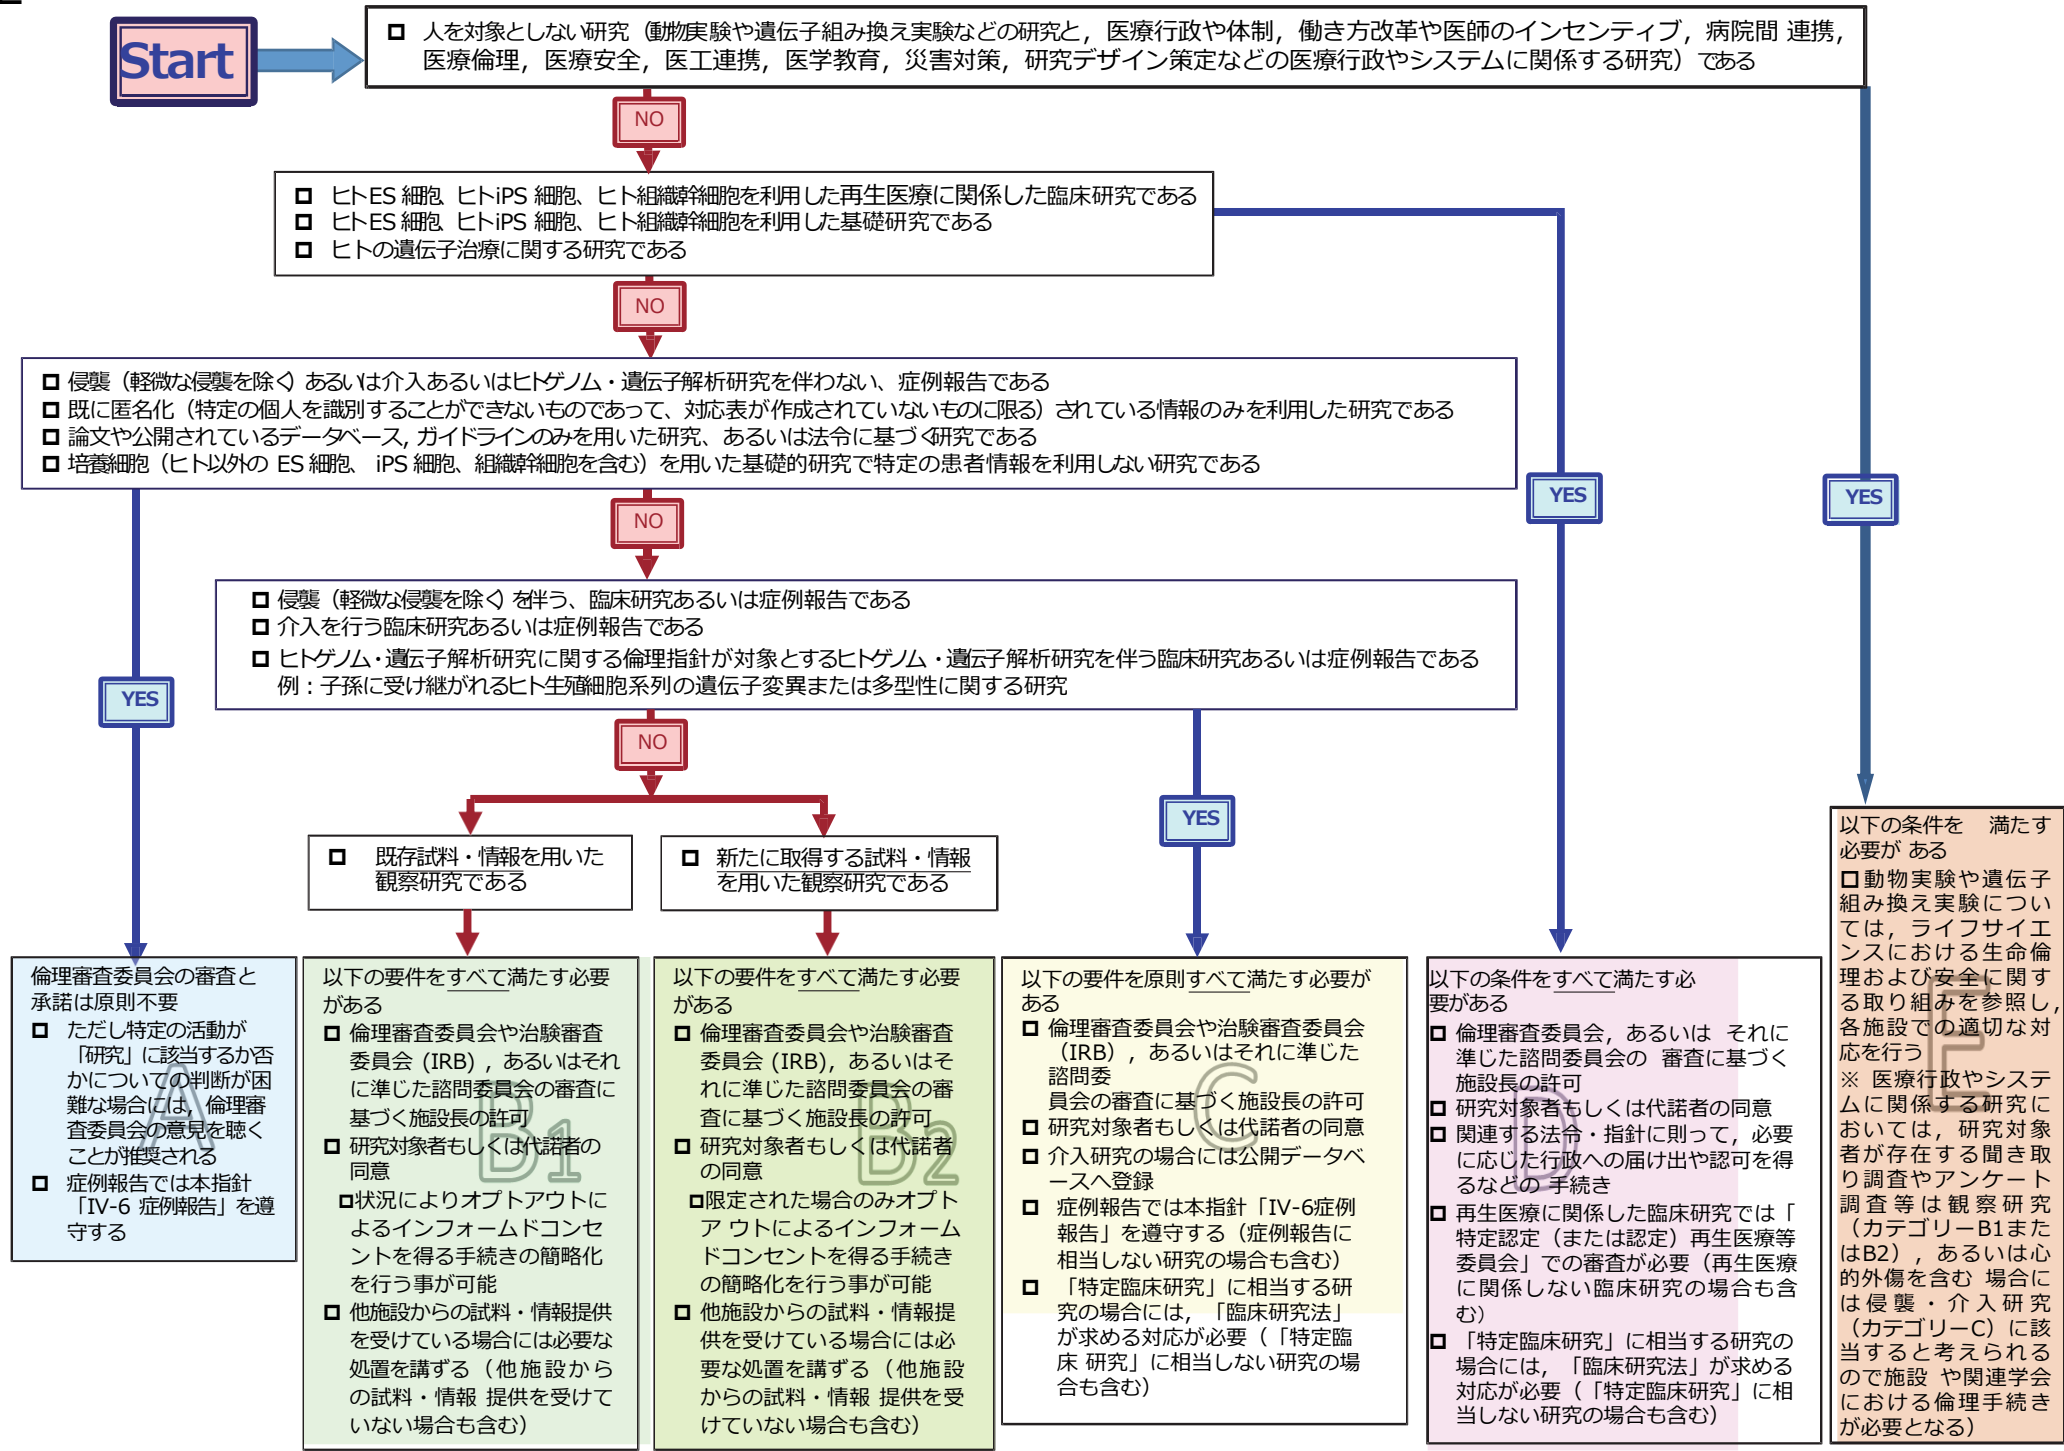 Start
人を対象としない研究（動物実験や遺伝子組み換え実験などの研究と，医療行政や体制，働き方改革や医師のインセンティブ，病院間 連携，
医療倫理，医療安全，医工連携，医学教育，災害対策，研究デザイン策定などの医療行政やシステムに関係する研究）である
NO
ヒトES 細胞、ヒトiPS 細胞、ヒト組織幹細胞を利用した再生医療に関係した臨床研究である
ヒトES 細胞、ヒトiPS 細胞、ヒト組織幹細胞を利用した基礎研究である
ヒトの遺伝子治療に関する研究である
NO
侵襲（軽微な侵襲を除く）あるいは介入あるいはヒトゲノム・遺伝子解析研究を伴わない、症例報告である
既に匿名化（特定の個人を識別することができないものであって、対応表が作成されていないものに限る）されている情報のみを利用した研究である
論文や公開されているデータベース, ガイドラインのみを用いた研究、あるいは法令に基づく研究である
培養細胞（ヒト以外の ES 細胞、 iPS 細胞、組織幹細胞を含む）を用いた基礎的研究で特定の患者情報を利用しない研究である
YES
YES
NO
侵襲（軽微な侵襲を除く）を伴う、臨床研究あるいは症例報告である
介入を行う臨床研究あるいは症例報告である
ヒトゲノム・遺伝子解析研究に関する倫理指針が対象とするヒトゲノム・遺伝子解析研究を伴う臨床研究あるいは症例報告である
例：子孫に受け継がれるヒト生殖細胞系列の遺伝子変異または多型性に関する研究
YES
NO
YES
既存試料・情報を用いた
観察研究である
新たに取得する試料・情報
を用いた観察研究である
倫理審査委員会の審査と
承諾は原則不要
ただし特定の活動が
「研究」に該当するか否
かについての判断が困
難な場合には，倫理審
査委員会の意見を聴く
ことが推奨される
症例報告では本指針
「IV-6 症例報告」を遵
守する
A
以下の要件をすべて満たす必要
がある
倫理審査委員会や治験審査
委員会 (IRB) ，あるいはそれ
に準じた諮問委員会の審査に
基づく施設長の許可
研究対象者もしくは代諾者の
同意
状況によりオプトアウトに
よるインフォームドコンセ
ントを得る手続きの簡略化
を行う事が可能
他施設からの試料・情報提供
を受けている場合には必要な
処置を講ずる（他施設から
の試料・情報 提供を受けて
いない場合も含む）
B1
以下の要件をすべて満たす必要
がある
倫理審査委員会や治験審査
委員会 (IRB)，あるいはそ
れに準じた諮問委員会の審
査に基づく施設長の許可
研究対象者もしくは代諾者
の同意
限定された場合のみオプト
ア ウトによるインフォーム
ドコンセントを得る手続き
の簡略化を行う事が可能
他施設からの試料・情報提
供を受けている場合には必
要な処置を講ずる（他施設
からの試料・情報 提供を受
けていない場合も含む）
B2
以下の要件を原則すべて満たす必要が
ある
倫理審査委員会や治験審査委員会
（IRB），あるいはそれに準じた
諮問委
員会の審査に基づく施設長の許可
研究対象者もしくは代諾者の同意
介入研究の場合には公開データベ
ースへ登録
症例報告では本指針「IV-6症例
報告」を遵守する（症例報告に
相当しない研究の場合も含む）
「特定臨床研究」に相当する研
究の場合には，「臨床研究法」
が求める対応が必要（「特定臨
床 研究」に相当しない研究の場
合も含む）
C
以下の条件をすべて満たす必
要がある
倫理審査委員会，あるいは それに
準じた諮問委員会の 審査に基づく
施設長の許可
研究対象者もしくは代諾者の同意
関連する法令・指針に則って，必要
に応じた行政への届け出や認可を得
るなどの 手続き
再生医療に関係した臨床研究では「
特定認定（または認定）再生医療等
委員会」での審査が必要（再生医療
に関係しない臨床研究の場合も含
む）
「特定臨床研究」に相当する研究の
場合には，「臨床研究法」が求める
対応が必要（「特定臨床研究」に相
当しない研究の場合も含む）
D
以下の条件を 満たす
必要が ある
動物実験や遺伝子
組み換え実験につい
ては，ライフサイエ
ンスにおける生命倫
理および安全に関す
る取り組みを参照し，
各施設での適切な対
応を行う
※ 医療行政やシステ
ムに関係する研究に
おいては，研究対象
者が存在する聞き取
り調査やアンケート
調査等は観察研究
（カテゴリーB1また
はB2），あるいは心
的外傷を含む 場合に
は侵襲・介入研究
（カテゴリーC）に該
当すると考えられる
ので施設 や関連学会
における倫理手続き
が必要となる）
E